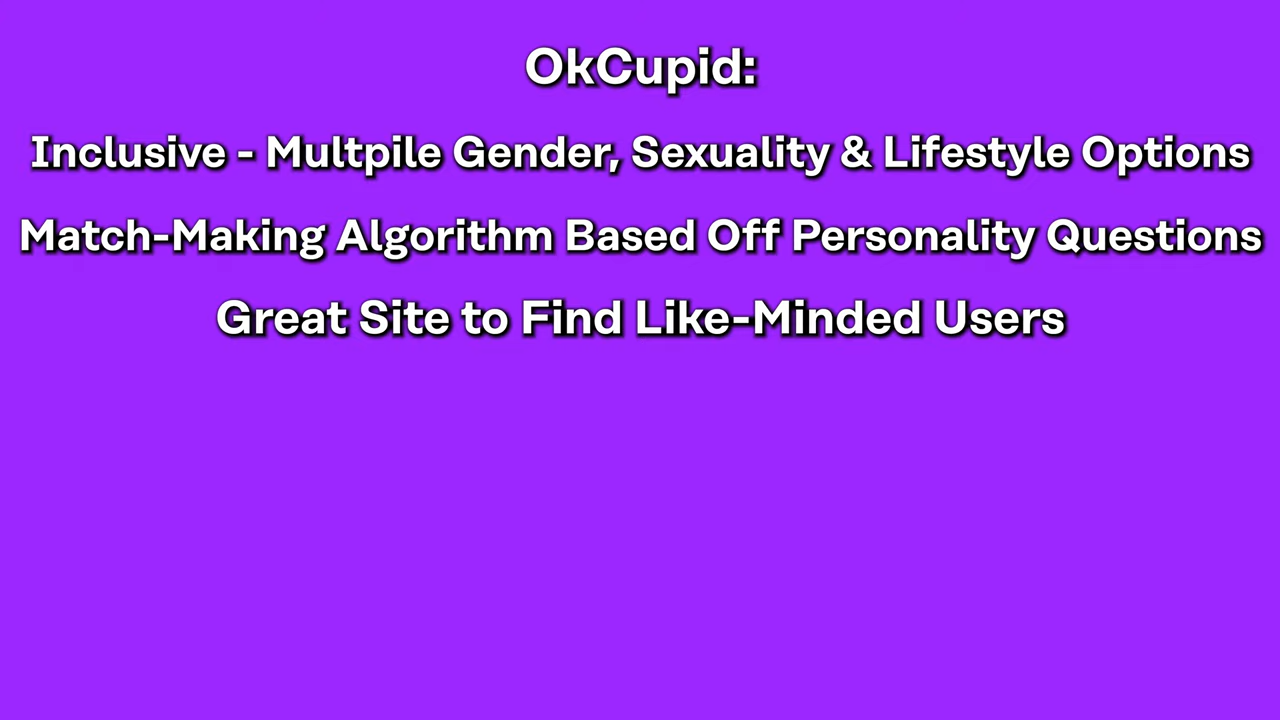 OkCupid:
Inclusive - Multpile Gender, Sexuality & Lifestyle Options
Match-Making Algorithm Based Off Personality Questions
Great Site to Find Like-Minded Users